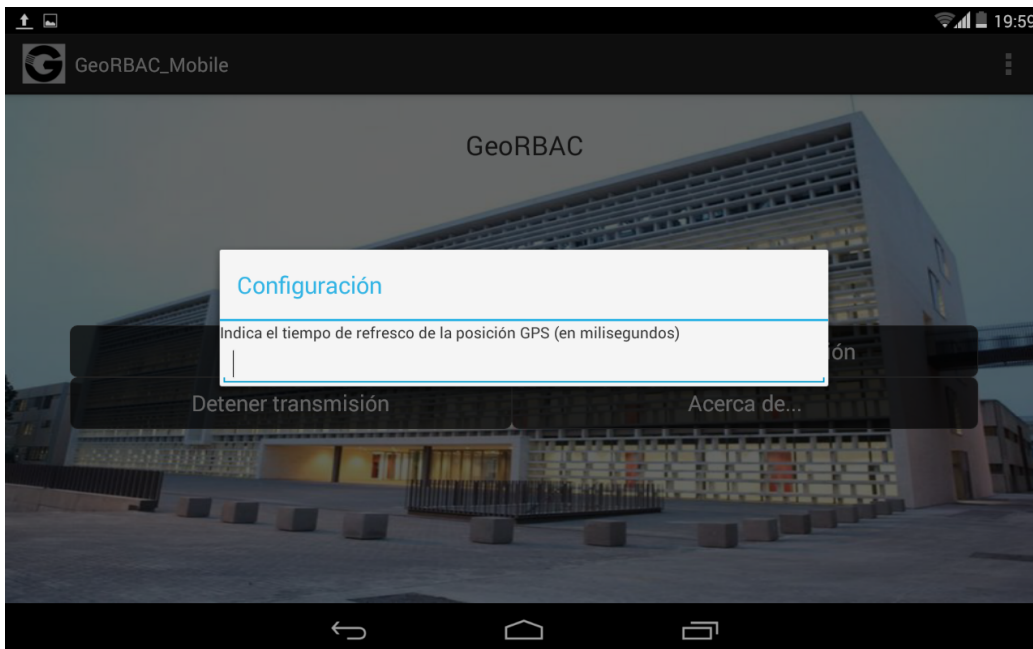 19:59
GeoRBAC_Mobile
GeoRBAC
Configuración
Indica el tiempo de refresco de la posición GPS (en milisegundos)
Detener transmisión
Acerca de...